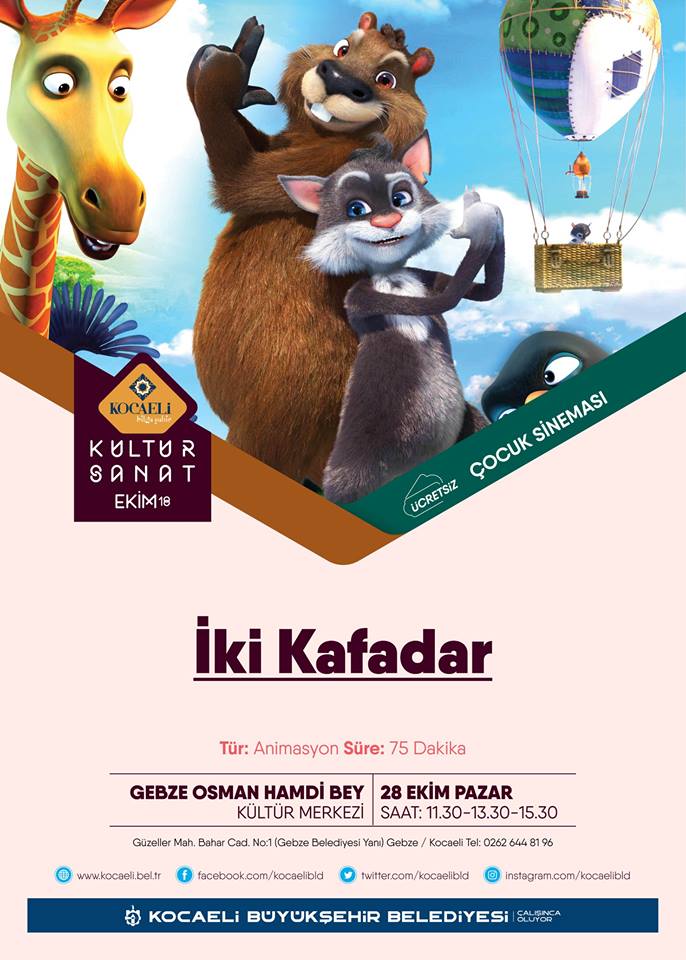 KOCAELİ
bilgi şehir
KÜLTÜR
SANAT
EKİM 18
ÜCRETSİZ
ÇOCUK SİNEMASI
İki Kafadar
Tür: Animasyon Süre: 75 Dakika
GEBZE OSMAN HAMDİ BEY
KÜLTÜR MERKEZİ
28 EKİM PAZAR
SAAT: 11.30-13.30-15.30
Güzeller Mah. Bahar Cad. No:1 (Gebze Belediyesi Yanı) Gebze / Kocaeli Tel: 0262 644 81 96
www.kocaeli.bel.tr facebook.com/kocaelibld twitter.com/kocaelibld instagram.com/kocaelibld
KOCAELİ BÜYÜKŞEHİR BELEDİYESİ ÇALIŞINCA
OLUYOR